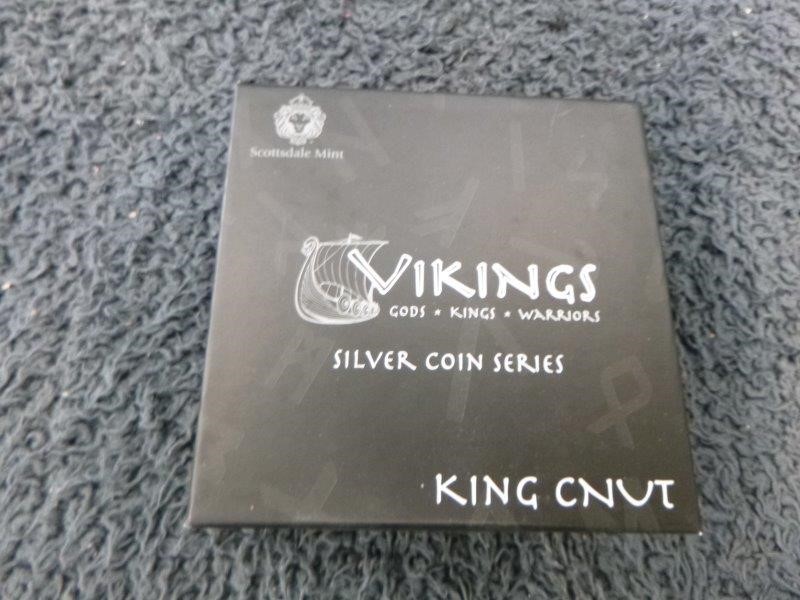 Scottsdale Mint
VIKINGS
GODS ★ KINGS ★ WARRIORS
SILVER COIN SERIES
KING CNUT